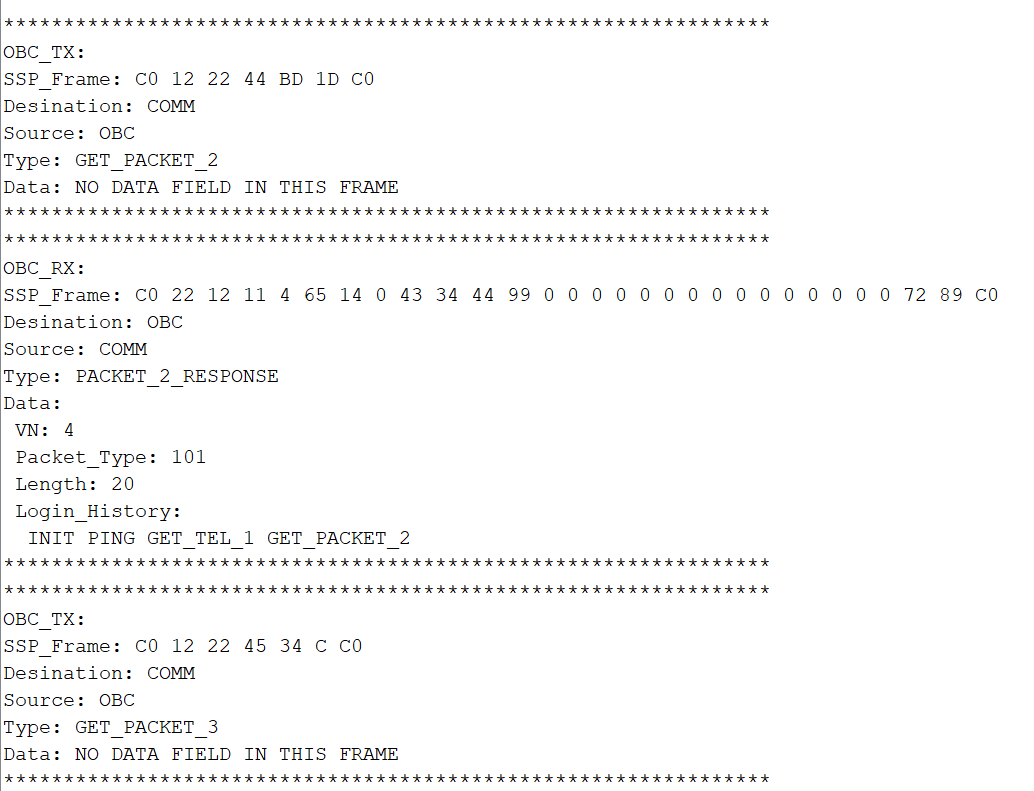 ****************************************************************
OBC_TX:
SSP_Frame: C0 12 22 44 BD 1D C0
Desination: COMM
Source: OBC
Type: GET_PACKET_2
Data: NO DATA FIELD IN THIS FRAME
****************************************************************
****************************************************************
OBC_RX:
SSP_Frame: C0 22 12 11 4 65 14 0 43 34 44 99 0 0 0 0 0 0 0 0 0 0 0 0 0 0 0 72 89 C0
Desination: OBC
Source: COMM
Type: PACKET_2_RESPONSE
Data:
VN: 4
Packet_Type: 101
Length: 20
Login_History:
INIT PING GET_TEL_1 GET_PACKET_2
****************************************************************
****************************************************************
OBC_TX:
SSP_Frame: C0 12 22 45 34 C C0
Desination: COMM
Source: OBC
Type: GET_PACKET_3
Data: NO DATA FIELD IN THIS FRAME
****************************************************************